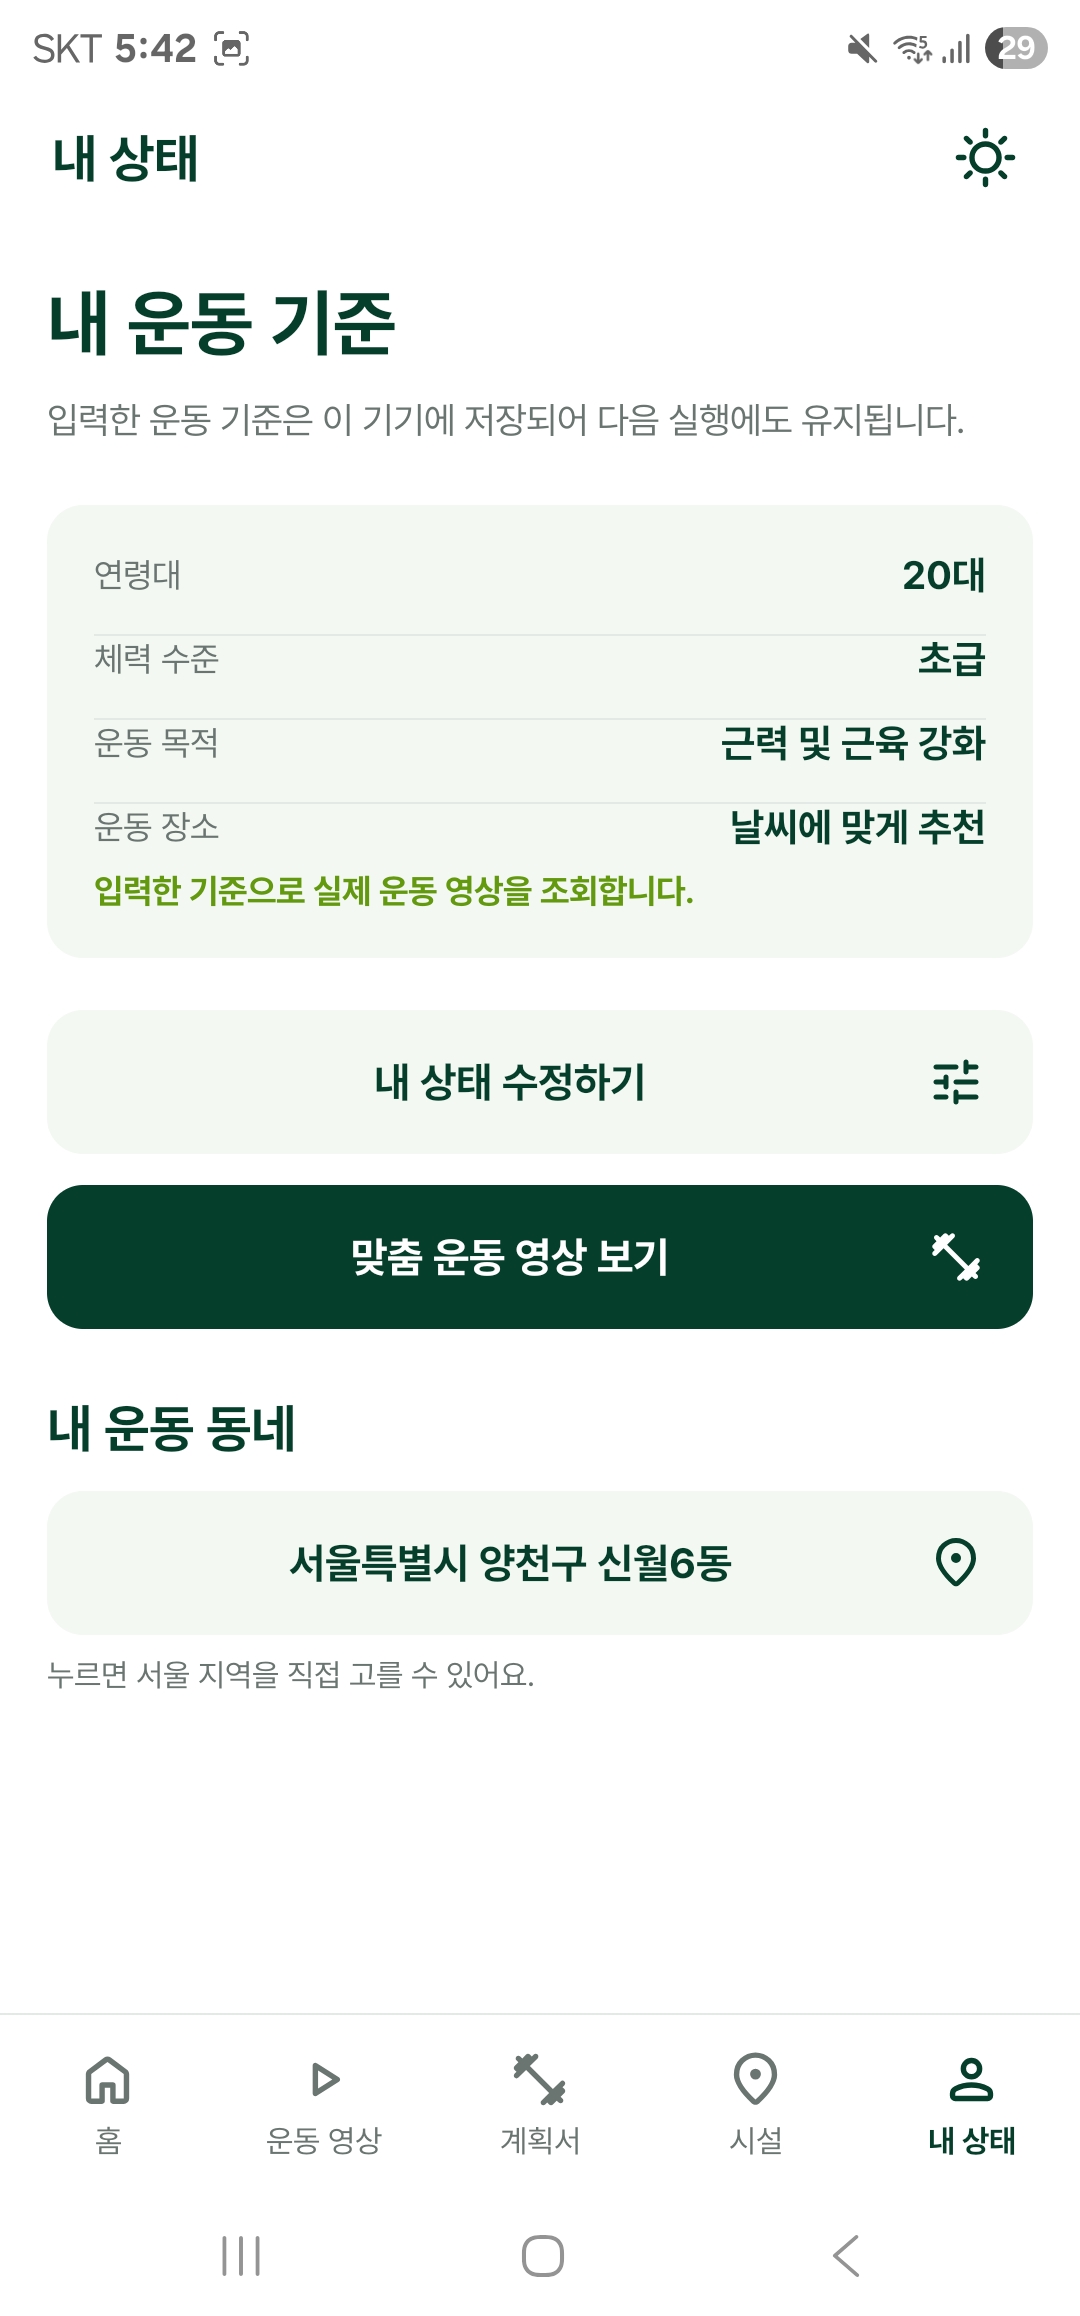 SKT 5:42
5
29
내 상태
내 운동 기준
입력한 운동 기준은 이 기기에 저장되어 다음 실행에도 유지됩니다.
연령대 20대
체력 수준 초급
운동 목적 근력 및 근육 강화
운동 장소 날씨에 맞게 추천
입력한 기준으로 실제 운동 영상을 조회합니다.
내 상태 수정하기
맞춤 운동 영상 보기
내 운동 동네
서울특별시 양천구 신월6동
누르면 서울 지역을 직접 고를 수 있어요.
홈 운동 영상 계획서 시설 내 상태